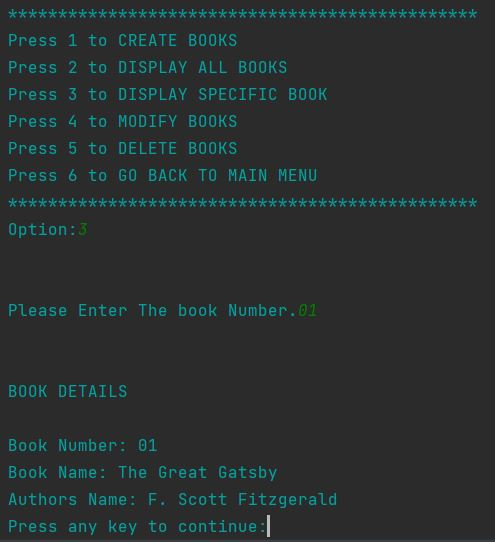 ***********************************************
Press 1 to CREATE BOOKS
Press 2 to DISPLAY ALL BOOKS
Press 3 to DISPLAY SPECIFIC BOOK
Press 4 to MODIFY BOOKS
Press 5 to DELETE BOOKS
Press 6 to GO BACK TO MAIN MENU
***********************************************
Option:3
Please Enter The book Number.01
BOOK DETAILS
Book Number: 01
Book Name: The Great Gatsby
Authors Name: F. Scott Fitzgerald
Press any key to continue: